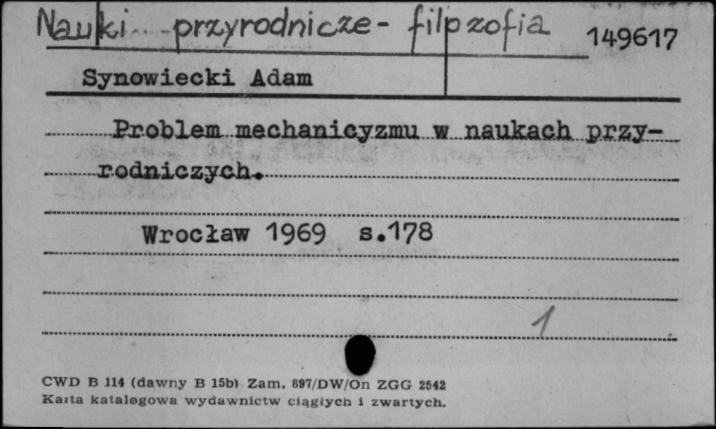 Nauki przyrodnicze - filozofia 149617
Synowiecki Adam
Problem mechanicyzmu w naukach przy-
rodniczych.
Wrocław 1969 s.178
1
CWD B 114 (dawny B 15b) Zam. 897/DW/On ZGG 2542
Karta katalogowa wydawnictw ciągłych i zwartych.